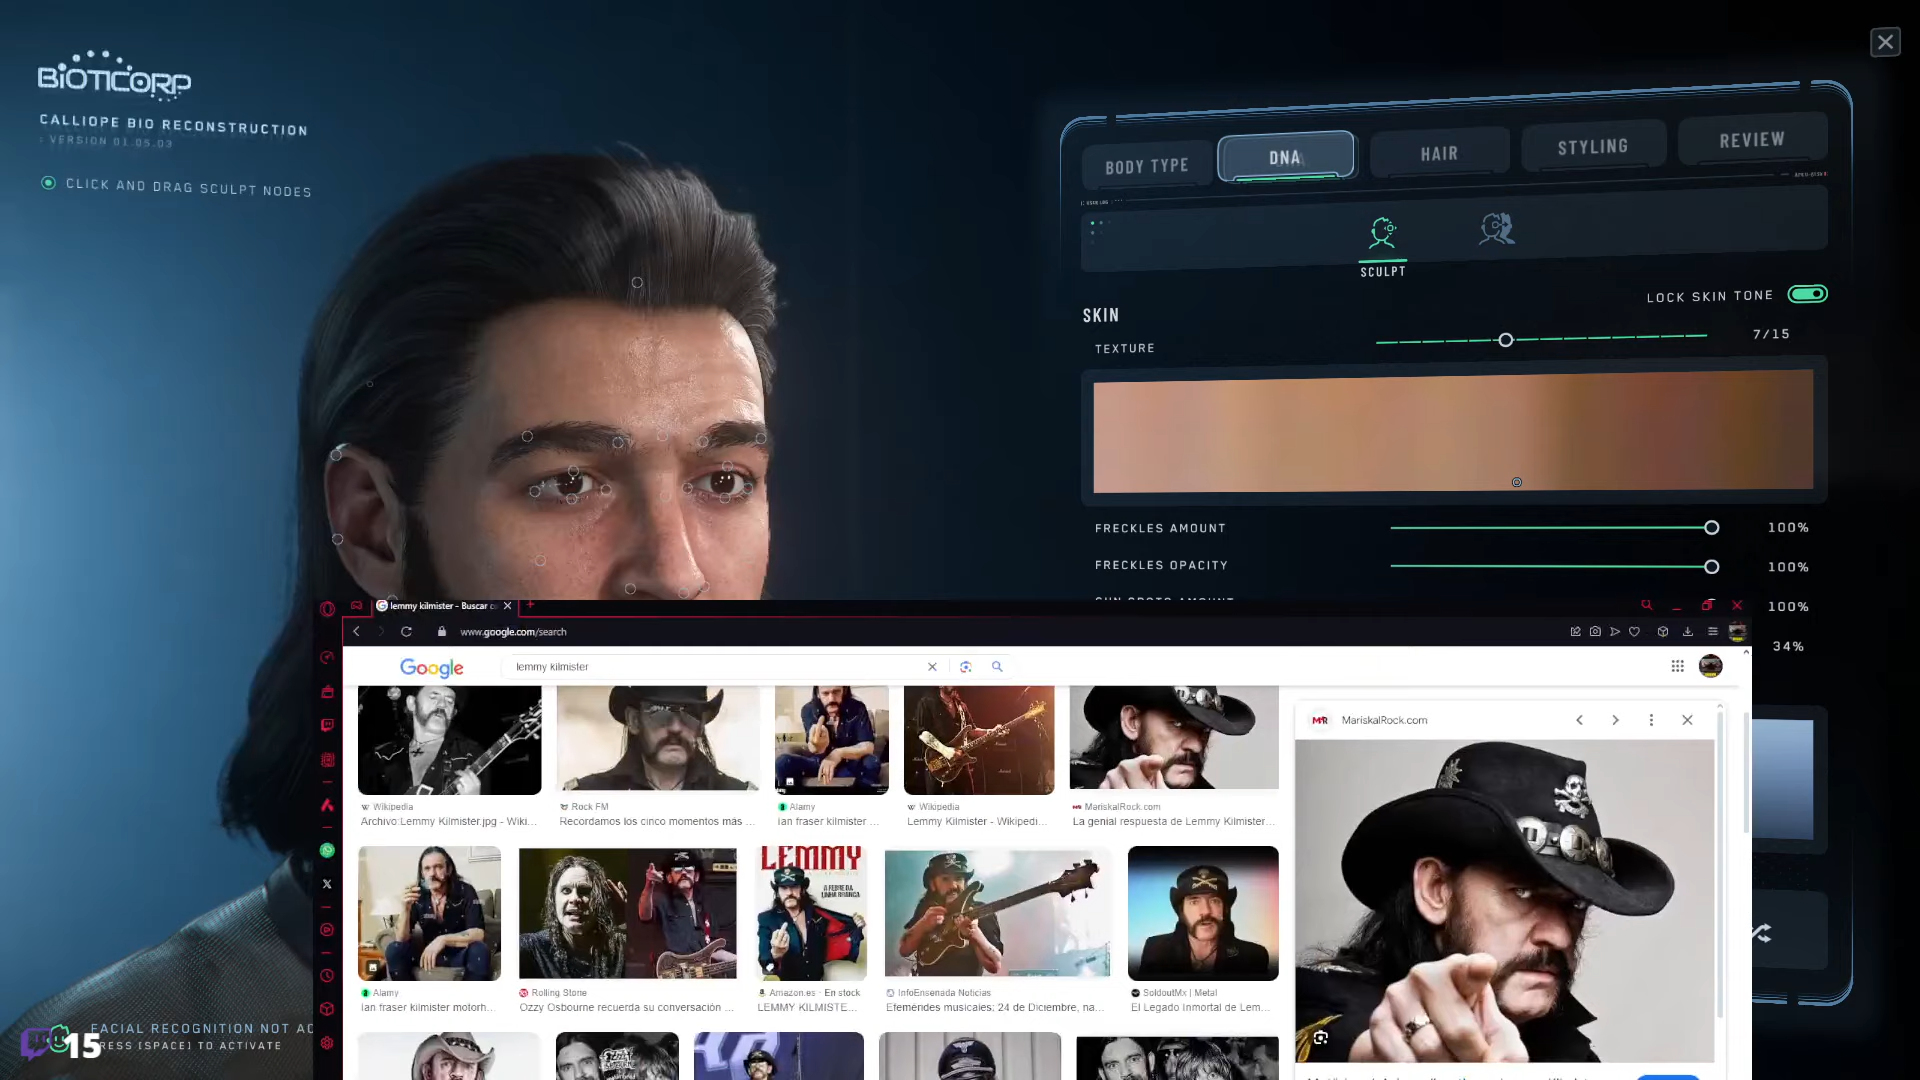 BIOTICORP
CALLIOPE BIO RECONSTRUCTION
: VERSION 01.05.03
CLICK AND DRAG SCULPT NODES
BODY TYPE
DNA
HAIR
STYLING
REVIEW
SCULPT
LOCK SKIN TONE
SKIN
TEXTURE
7/15
FRECKLES AMOUNT
100%
FRECKLES OPACITY
100%
SUN SPOTS AMOUNT
100%
34%
lemmy kilmister - Buscar c
www.google.com/search
Google
lemmy kilmister
MariskalRock.com
Wikipedia
Archivo:Lemmy Kilmister.jpg - Wiki...
Rock FM
Recordamos los cinco momentos más ...
Alamy
ian fraser kilmister ...
Wikipedia
Lemmy Kilmister - Wikipedi...
MariskalRock.com
La genial respuesta de Lemmy Kilmister...
LEMMY
Alamy
ian fraser kilmister motorh...
Rolling Stone
Ozzy Osbourne recuerda su conversación ...
Amazon.es · En stock
LEMMY KILMISTE...
InfoEnsenada Noticias
Efemérides musicales: 24 de Diciembre, na...
SoldoutMx | Metal
El Legado Inmortal de Lem...
FACIAL RECOGNITION NOT AC
PRESS [SPACE] TO ACTIVATE
15